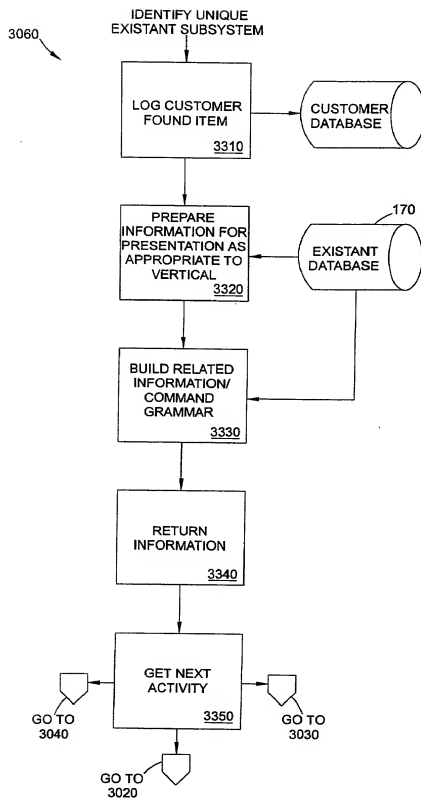 IDENTIFY UNIQUE
EXISTANT SUBSYSTEM
3060
LOG CUSTOMER
FOUND ITEM
3310
CUSTOMER
DATABASE
PREPARE
INFORMATION FOR
PRESENTATION AS
APPROPRIATE TO
VERTICAL
3320
170
EXISTANT
DATABASE
BUILD RELATED
INFORMATION/
COMMAND
GRAMMAR
3330
RETURN
INFORMATION
3340
GET NEXT
ACTIVITY
3350
GO TO
3040
GO TO
3030
GO TO
3020